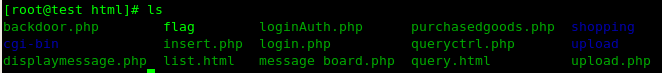 [root@test html]# ls
backdoor.php flag loginAuth.php purchasedgoods.php shopping
cgi-bin insert.php login.php queryctrl.php upload
displaymessage.php list.html message board.php query.html upload.php